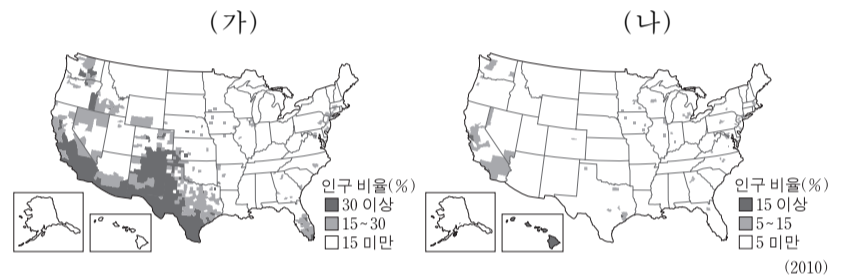 (가)
인구 비율(%)
30 이상
15~30
15 미만
(나)
인구 비율(%)
15 이상
5~15
5 미만
(2010)